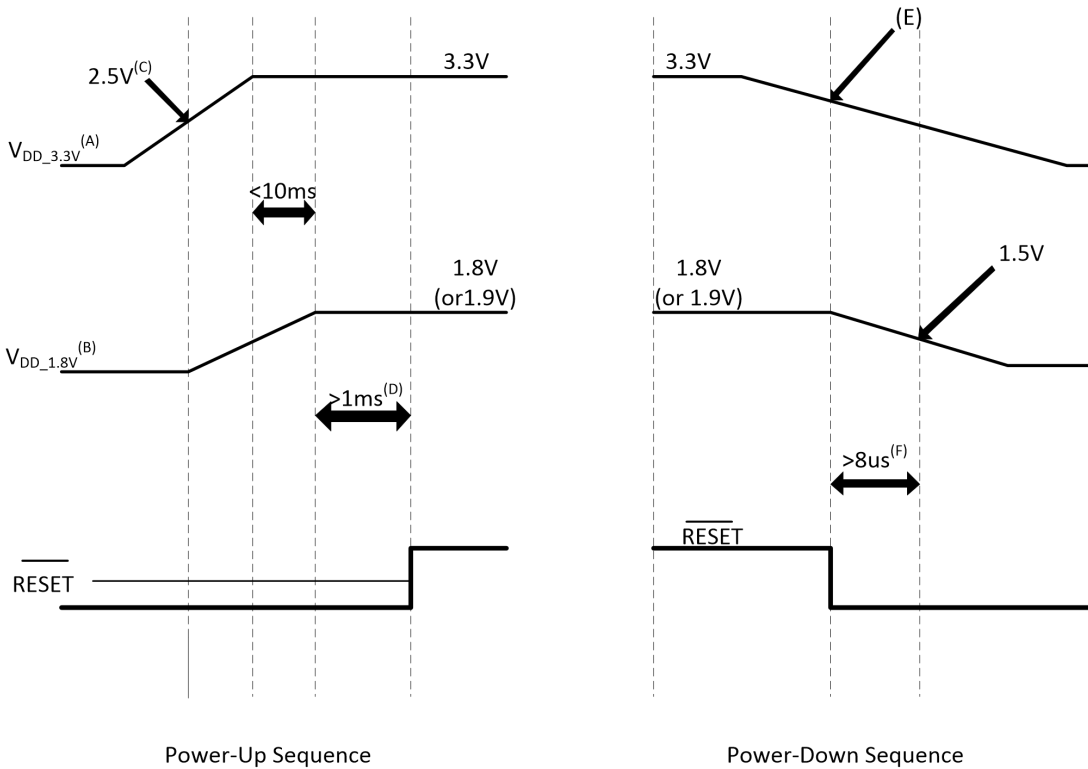 2.5V(C)
3.3V
VDD_3.3V(A)
<10ms
1.8V
(or1.9V)
VDD_1.8V(B)
>1ms(D)
RESET
Power-Up Sequence
(E)
3.3V
1.5V
1.8V
(or 1.9V)
>8us(F)
RESET
Power-Down Sequence